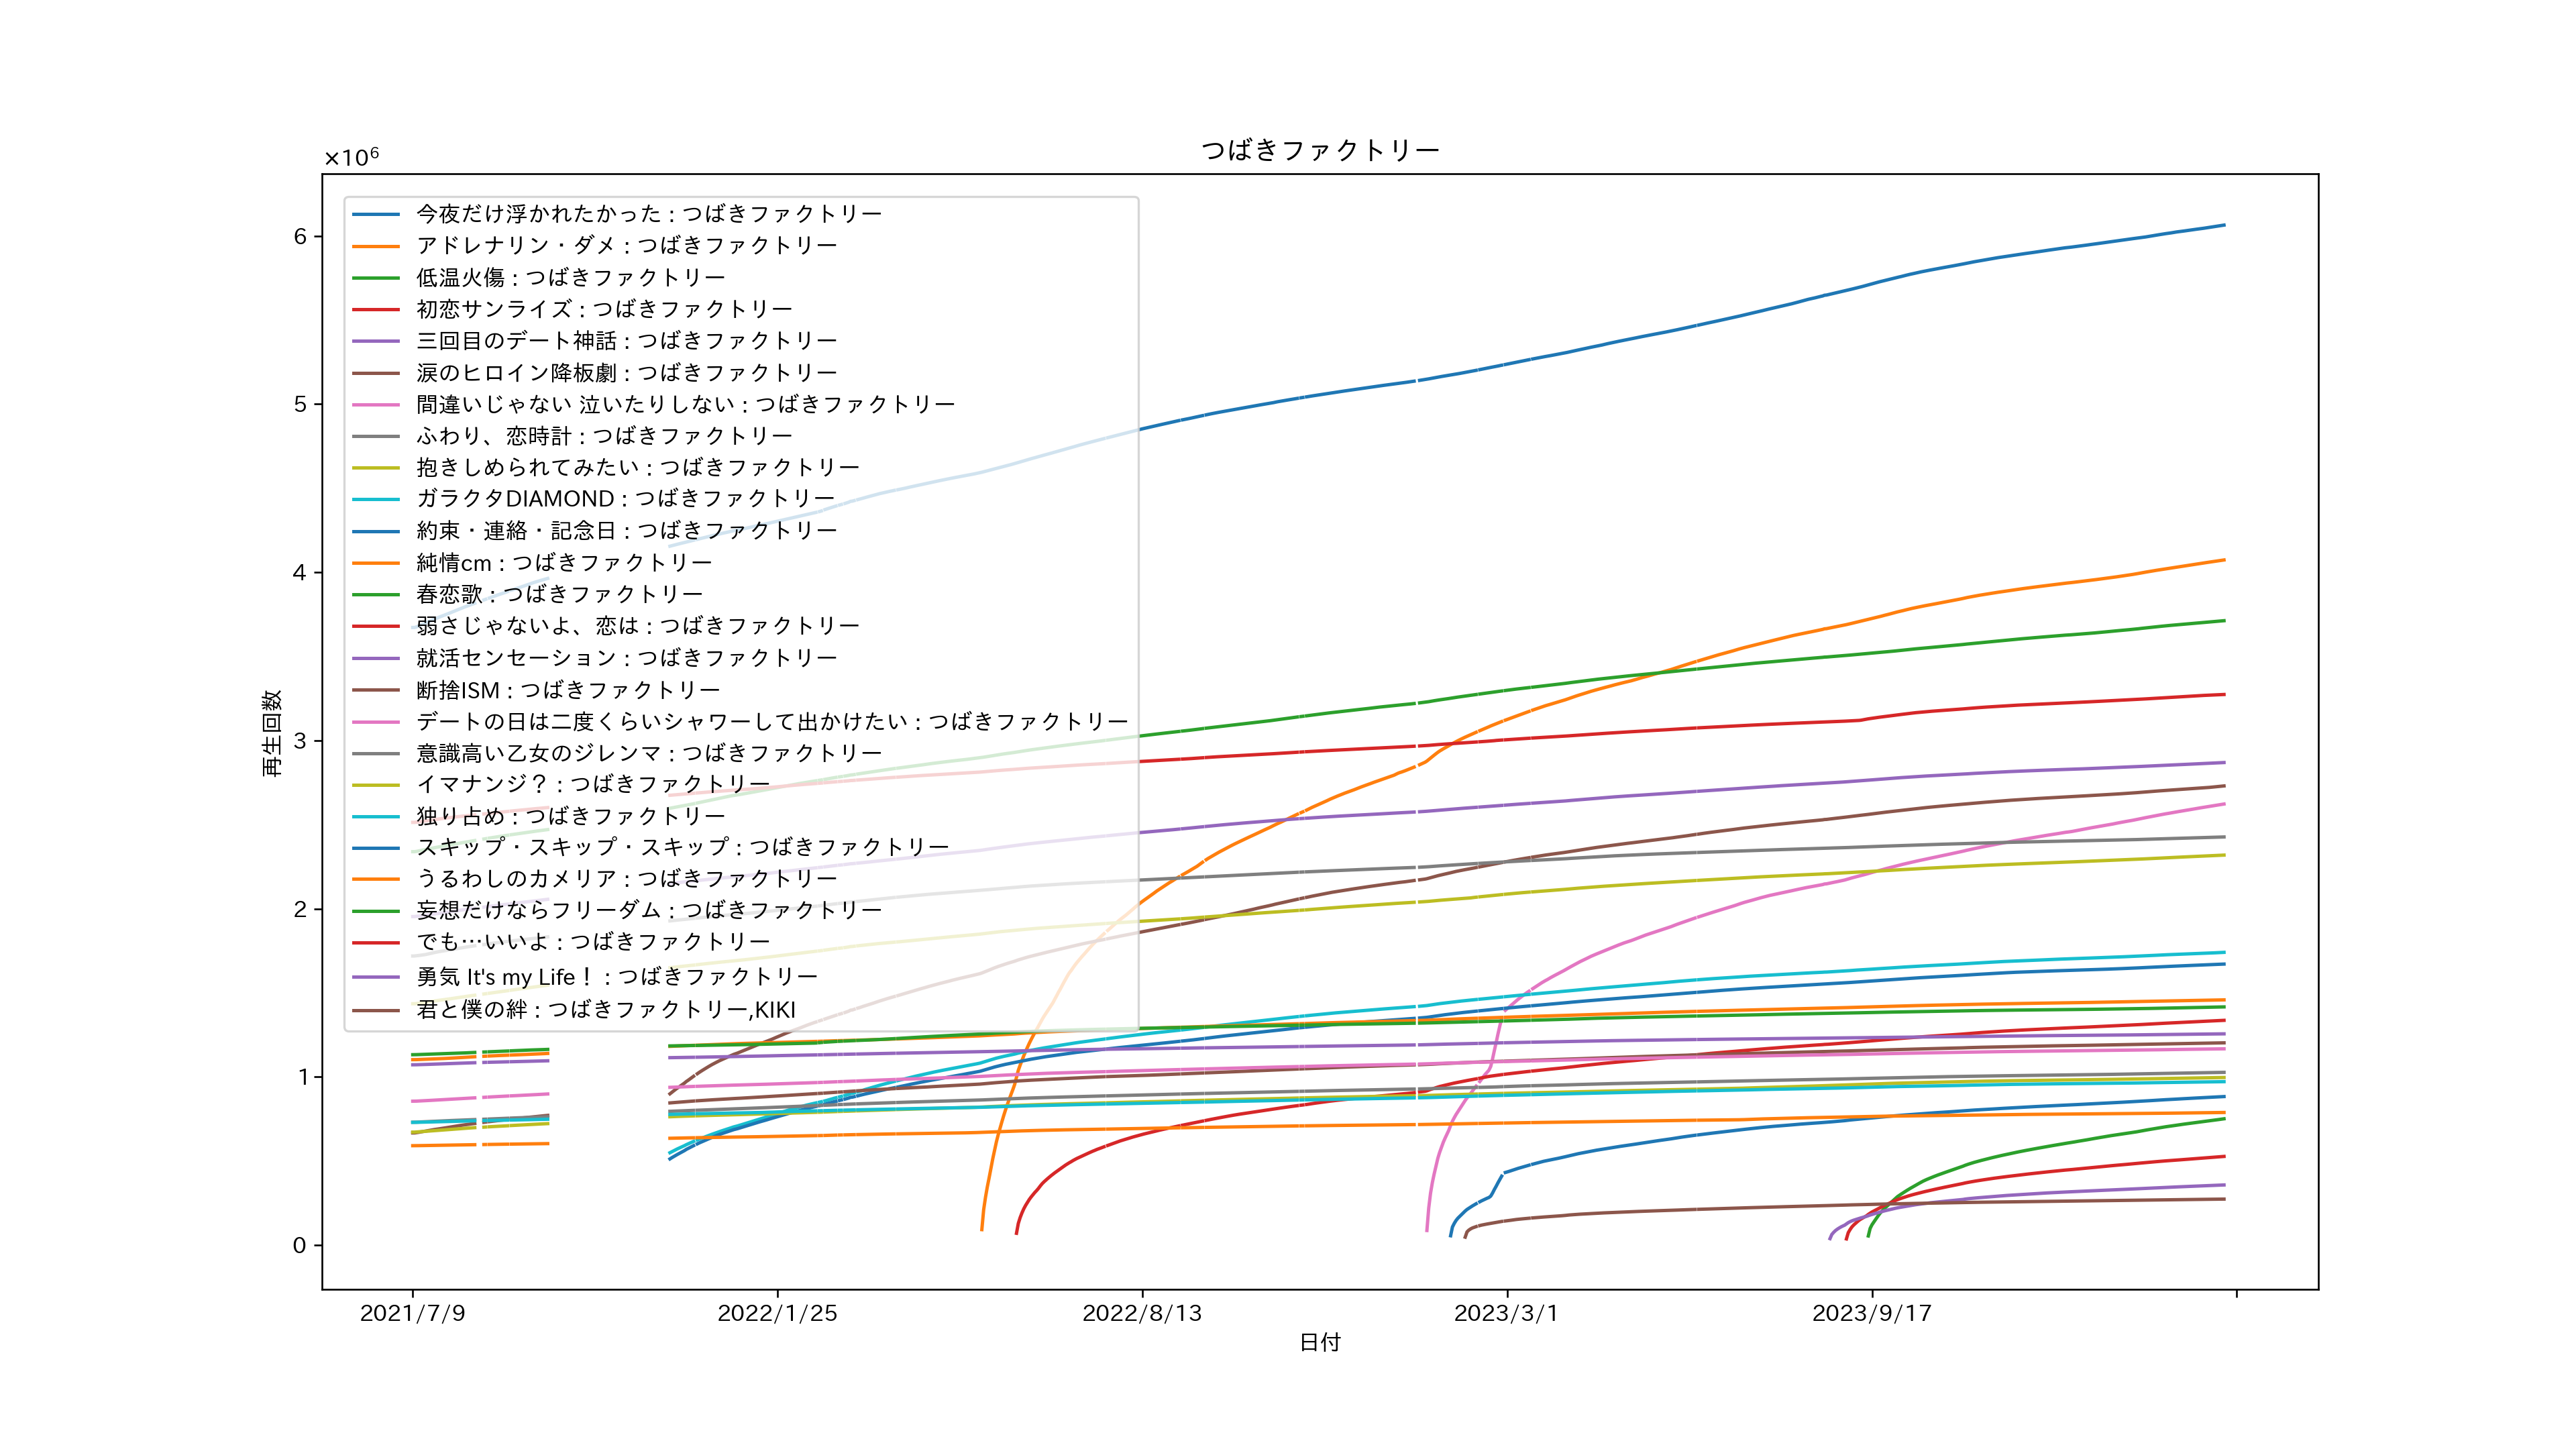 つばきファクトリー
×10⁶
今夜だけ浮かれたかった : つばきファクトリー
アドレナリン・ダメ : つばきファクトリー
低温火傷 : つばきファクトリー
初恋サンライズ : つばきファクトリー
三回目のデート神話 : つばきファクトリー
涙のヒロイン降板劇 : つばきファクトリー
間違いじゃない 泣いたりしない : つばきファクトリー
ふわり、恋時計 : つばきファクトリー
抱きしめられてみたい : つばきファクトリー
ガラクタDIAMOND : つばきファクトリー
約束・連絡・記念日 : つばきファクトリー
純情cm : つばきファクトリー
春恋歌 : つばきファクトリー
弱さじゃないよ、恋は : つばきファクトリー
就活センセーション : つばきファクトリー
断捨ISM : つばきファクトリー
デートの日は二度くらいシャワーして出かけたい : つばきファクトリー
意識高い乙女のジレンマ : つばきファクトリー
イマナンジ? : つばきファクトリー
独り占め : つばきファクトリー
スキップ・スキップ・スキップ : つばきファクトリー
うるわしのカメリア : つばきファクトリー
妄想だけならフリーダム : つばきファクトリー
でも…いいよ : つばきファクトリー
勇気 It's my Life! : つばきファクトリー
君と僕の絆 : つばきファクトリー,KIKI
6
5
4
3
2
1
0
再生回数
2021/7/9
2022/1/25
2022/8/13
2023/3/1
2023/9/17
日付